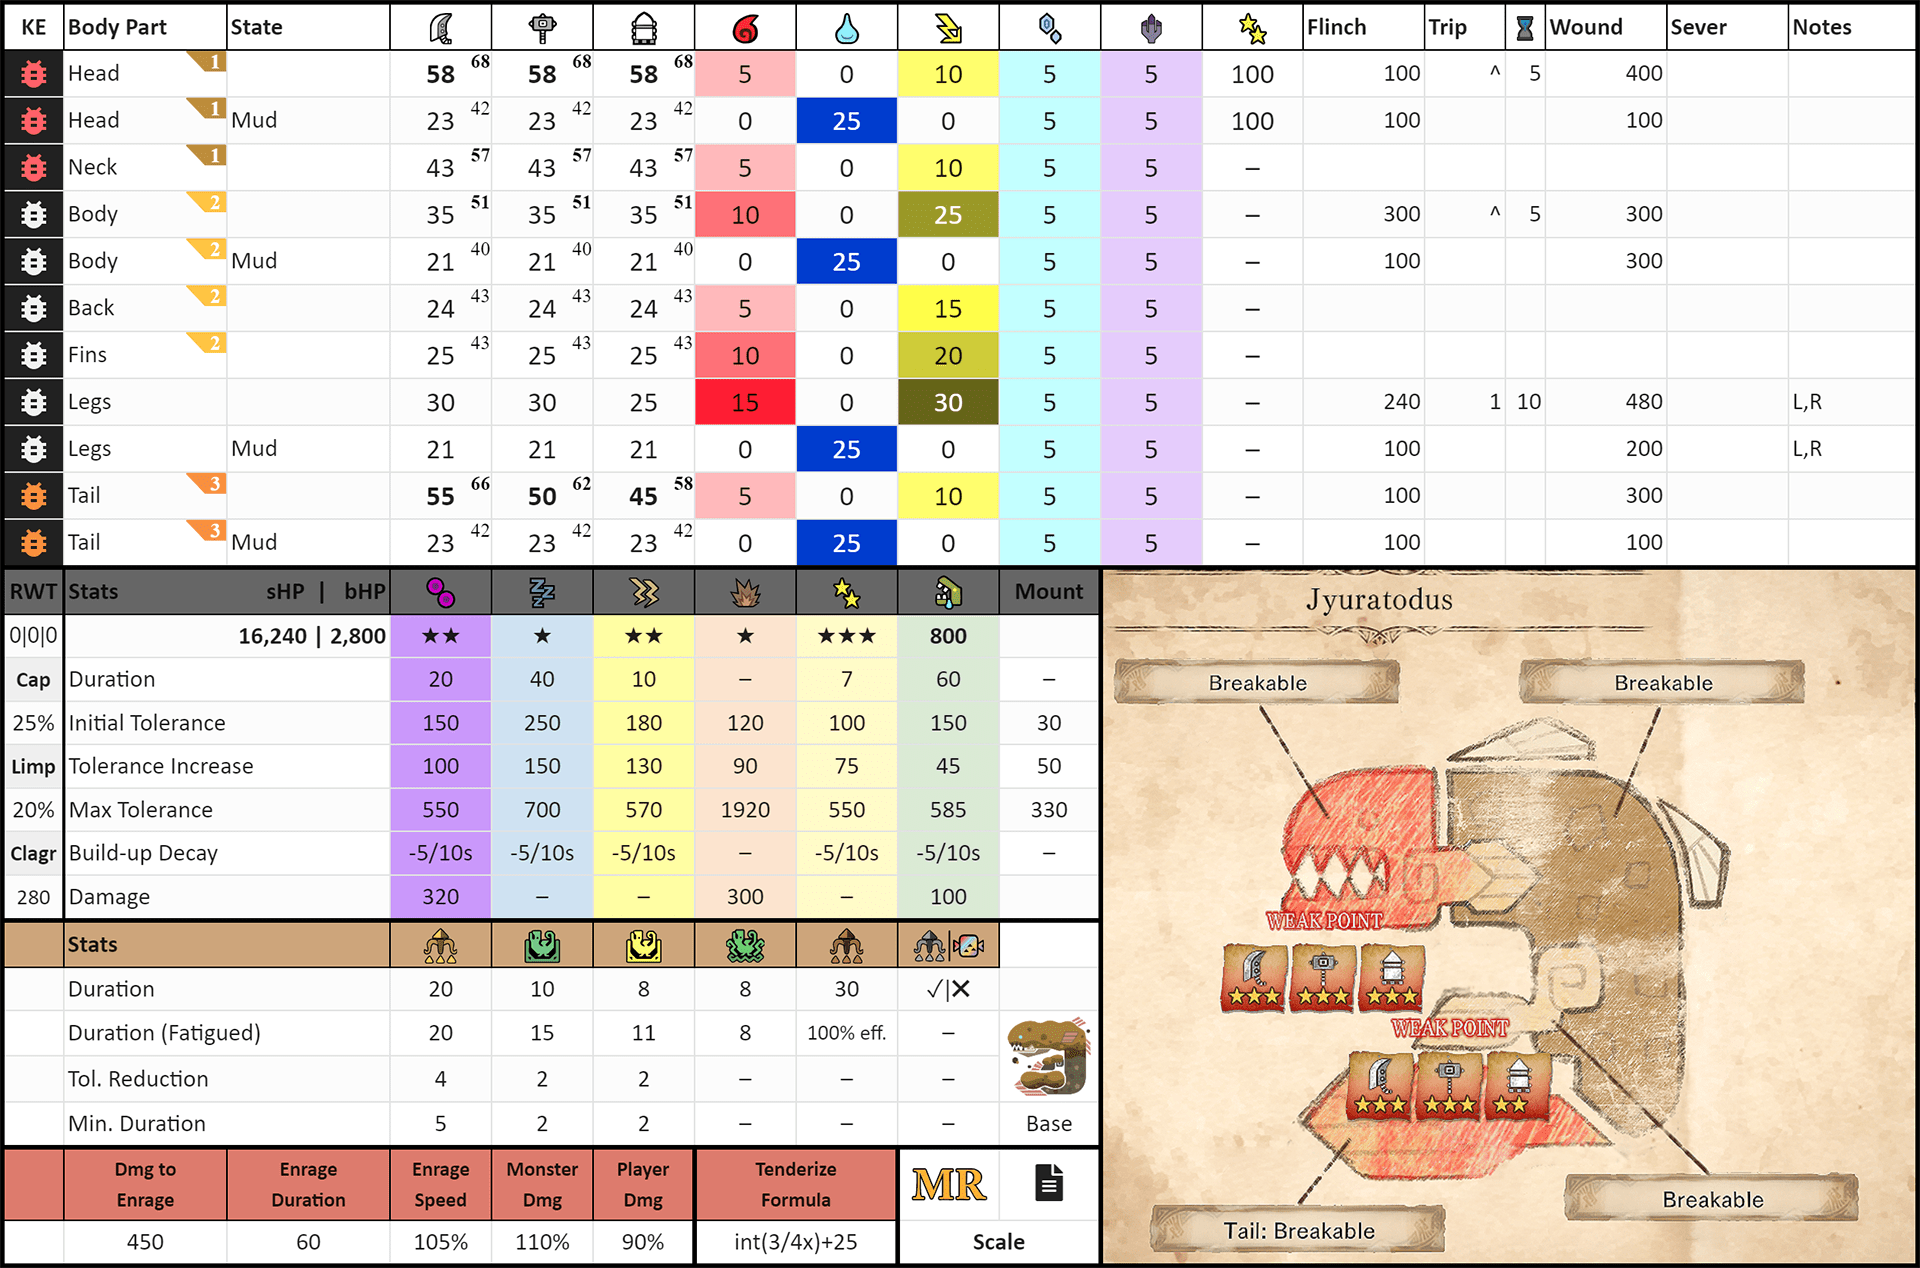 KE Body Part State Flinch Trip Wound Sever Notes
Head 1 58 68 58 68 58 68 5 0 10 5 5 100 100 ^ 5 400
Head 1 Mud 23 42 23 42 23 42 0 25 0 5 5 100 100 100
Neck 1 43 57 43 57 43 57 5 0 10 5 5 –
Body 2 35 51 35 51 35 51 10 0 25 5 5 – 300 ^ 5 300
Body 2 Mud 21 40 21 40 21 40 0 25 0 5 5 – 100 300
Back 2 24 43 24 43 24 43 5 0 15 5 5 –
Fins 2 25 43 25 43 25 43 10 0 20 5 5 –
Legs 30 30 25 15 0 30 5 5 – 240 1 10 480 L,R
Legs Mud 21 21 21 0 25 0 5 5 – 100 200 L,R
Tail 3 55 66 50 62 45 58 5 0 10 5 5 – 100 300
Tail 3 Mud 23 42 23 42 23 42 0 25 0 5 5 – 100 100
RWT Stats sHP | bHP Mount
0|0|0 16,240 | 2,800 ★★ ★ ★★ ★ ★★★ 800
Cap Duration 20 40 10 – 7 60 –
25% Initial Tolerance 150 250 180 120 100 150 30
Limp Tolerance Increase 100 150 130 90 75 45 50
20% Max Tolerance 550 700 570 1920 550 585 330
Clagr Build-up Decay -5/10s -5/10s -5/10s – -5/10s -5/10s –
280 Damage 320 – – 300 – 100
Stats
Duration 20 10 8 8 30 ✓|✕
Duration (Fatigued) 20 15 11 8 100% eff. –
Tol. Reduction 4 2 2 – – –
Min. Duration 5 2 2 – – – Base
Dmg to Enrage Monster Player Tenderize
Enrage Duration Speed Dmg Dmg Formula
Enrage
MR
450 60 105% 110% 90% int(3/4x)+25 Scale
Jyuratodus
Breakable
Breakable
WEAK POINT
WEAK POINT
Breakable
Tail: Breakable